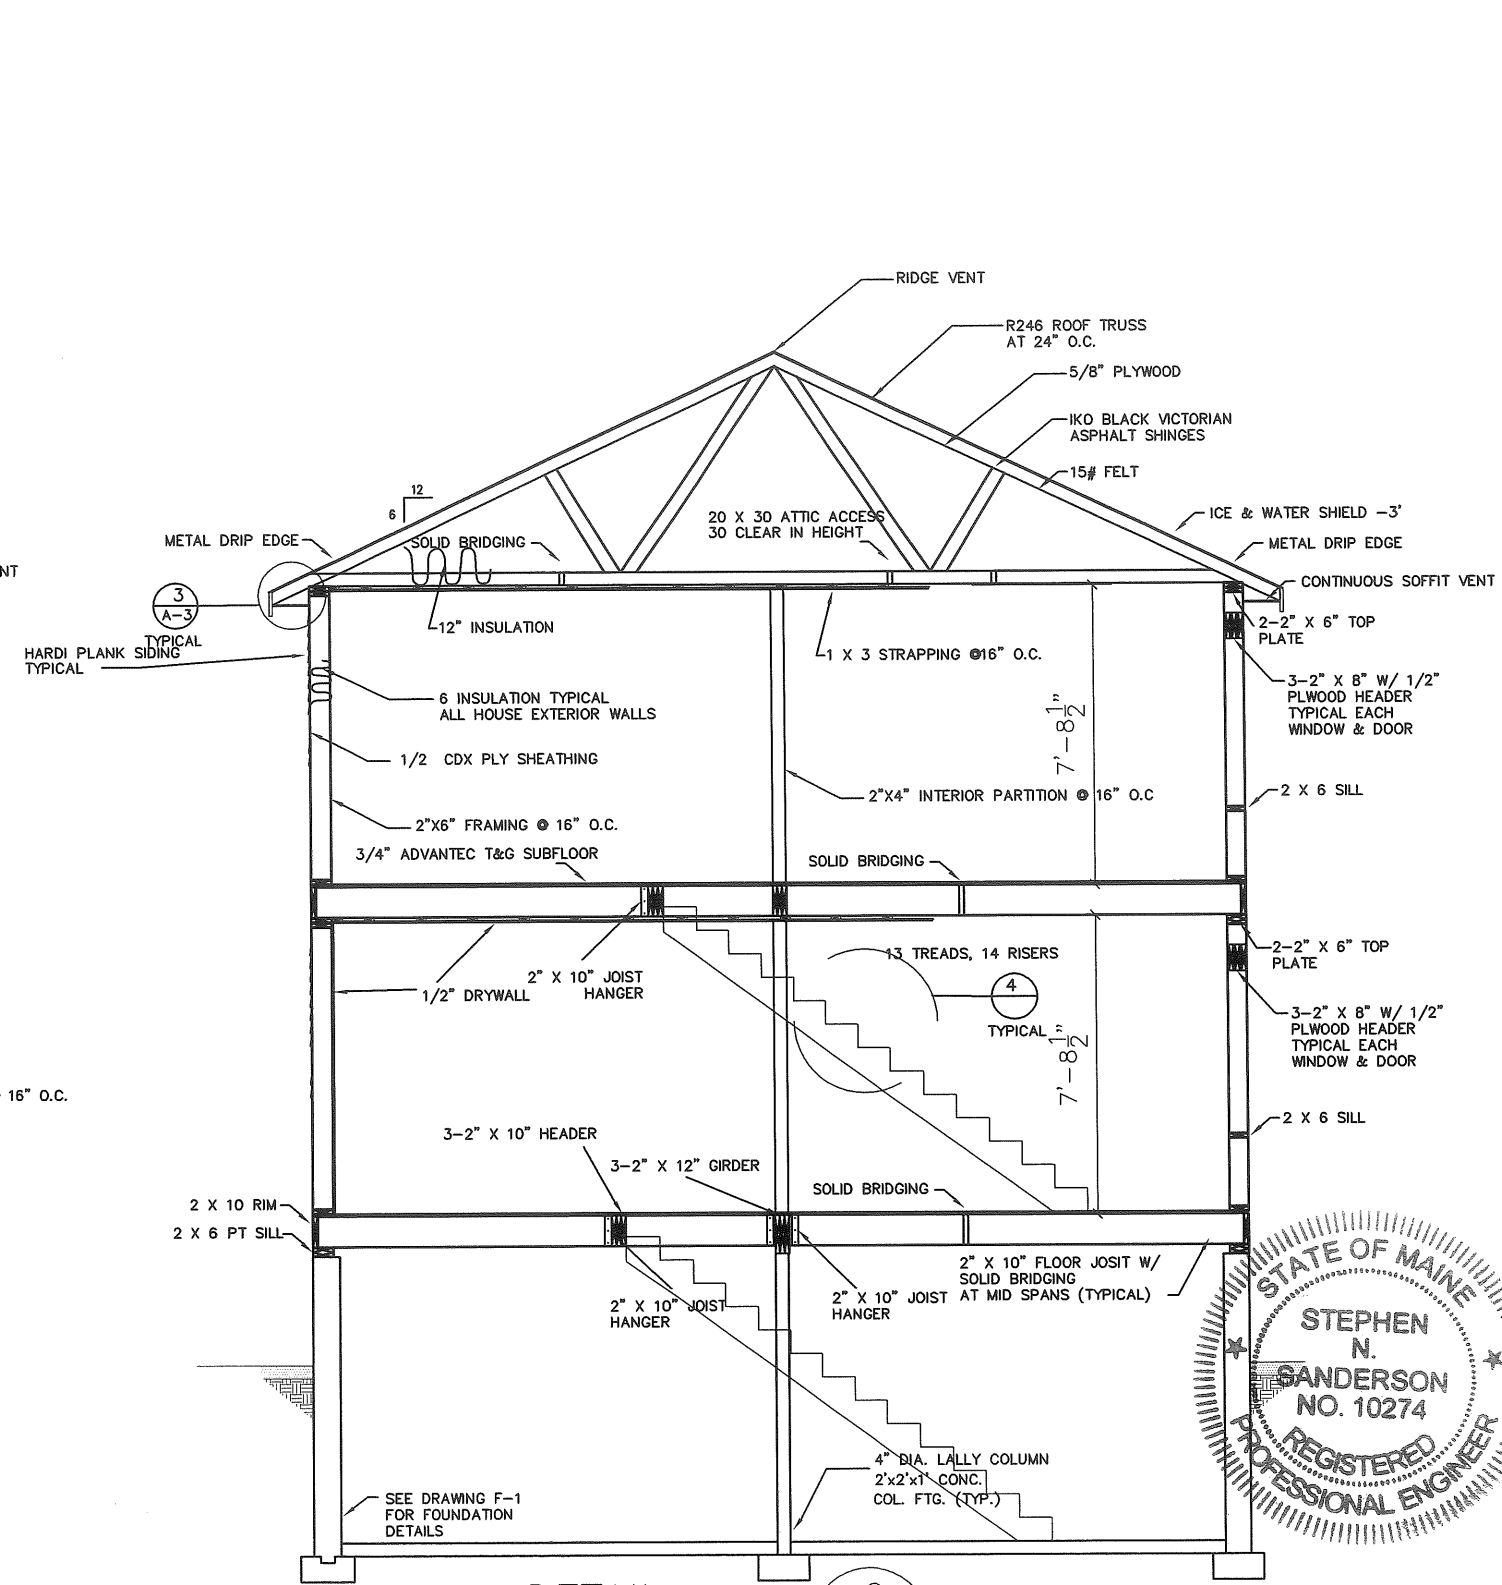 RIDGE VENT
R246 ROOF TRUSS
AT 24" O.C.
5/8" PLYWOOD
IKO BLACK VICTORIAN
ASPHALT SHINGES
15# FELT
12
6
20 X 30 ATTIC ACCESS
30 CLEAR IN HEIGHT
ICE & WATER SHIELD -3'
METAL DRIP EDGE
SOLID BRIDGING
METAL DRIP EDGE
NT
CONTINUOUS SOFFIT VENT
3
A-3
TYPICAL
12" INSULATION
2-2" X 6" TOP
PLATE
HARDI PLANK SIDING
TYPICAL
1 X 3 STRAPPING @16" O.C.
3-2" X 8" W/ 1/2"
PLWOOD HEADER
TYPICAL EACH
WINDOW & DOOR
6 INSULATION TYPICAL
ALL HOUSE EXTERIOR WALLS
7'-8 1/2"
1/2 CDX PLY SHEATHING
2"X4" INTERIOR PARTITION @ 16" O.C
2 X 6 SILL
2"X6" FRAMING @ 16" O.C.
3/4" ADVANTEC T&G SUBFLOOR
SOLID BRIDGING
13 TREADS, 14 RISERS
2-2" X 6" TOP
PLATE
2" X 10" JOIST
HANGER
1/2" DRYWALL
4
TYPICAL
3-2" X 8" W/ 1/2"
PLWOOD HEADER
TYPICAL EACH
WINDOW & DOOR
7'-8 1/2"
16" O.C.
2 X 6 SILL
3-2" X 10" HEADER
3-2" X 12" GIRDER
SOLID BRIDGING
2 X 10 RIM
2 X 6 PT SILL
2" X 10" FLOOR JOSIT W/
SOLID BRIDGING
AT MID SPANS (TYPICAL)
2" X 10" JOIST
HANGER
2" X 10" JOIST
HANGER
STATE OF MAINE
STEPHEN
N.
SANDERSON
NO. 10274
REGISTERED
PROFESSIONAL ENGINEER
4" DIA. LALLY COLUMN
2'x2'x1' CONC.
COL. FTG. (TYP.)
SEE DRAWING F-1
FOR FOUNDATION
DETAILS